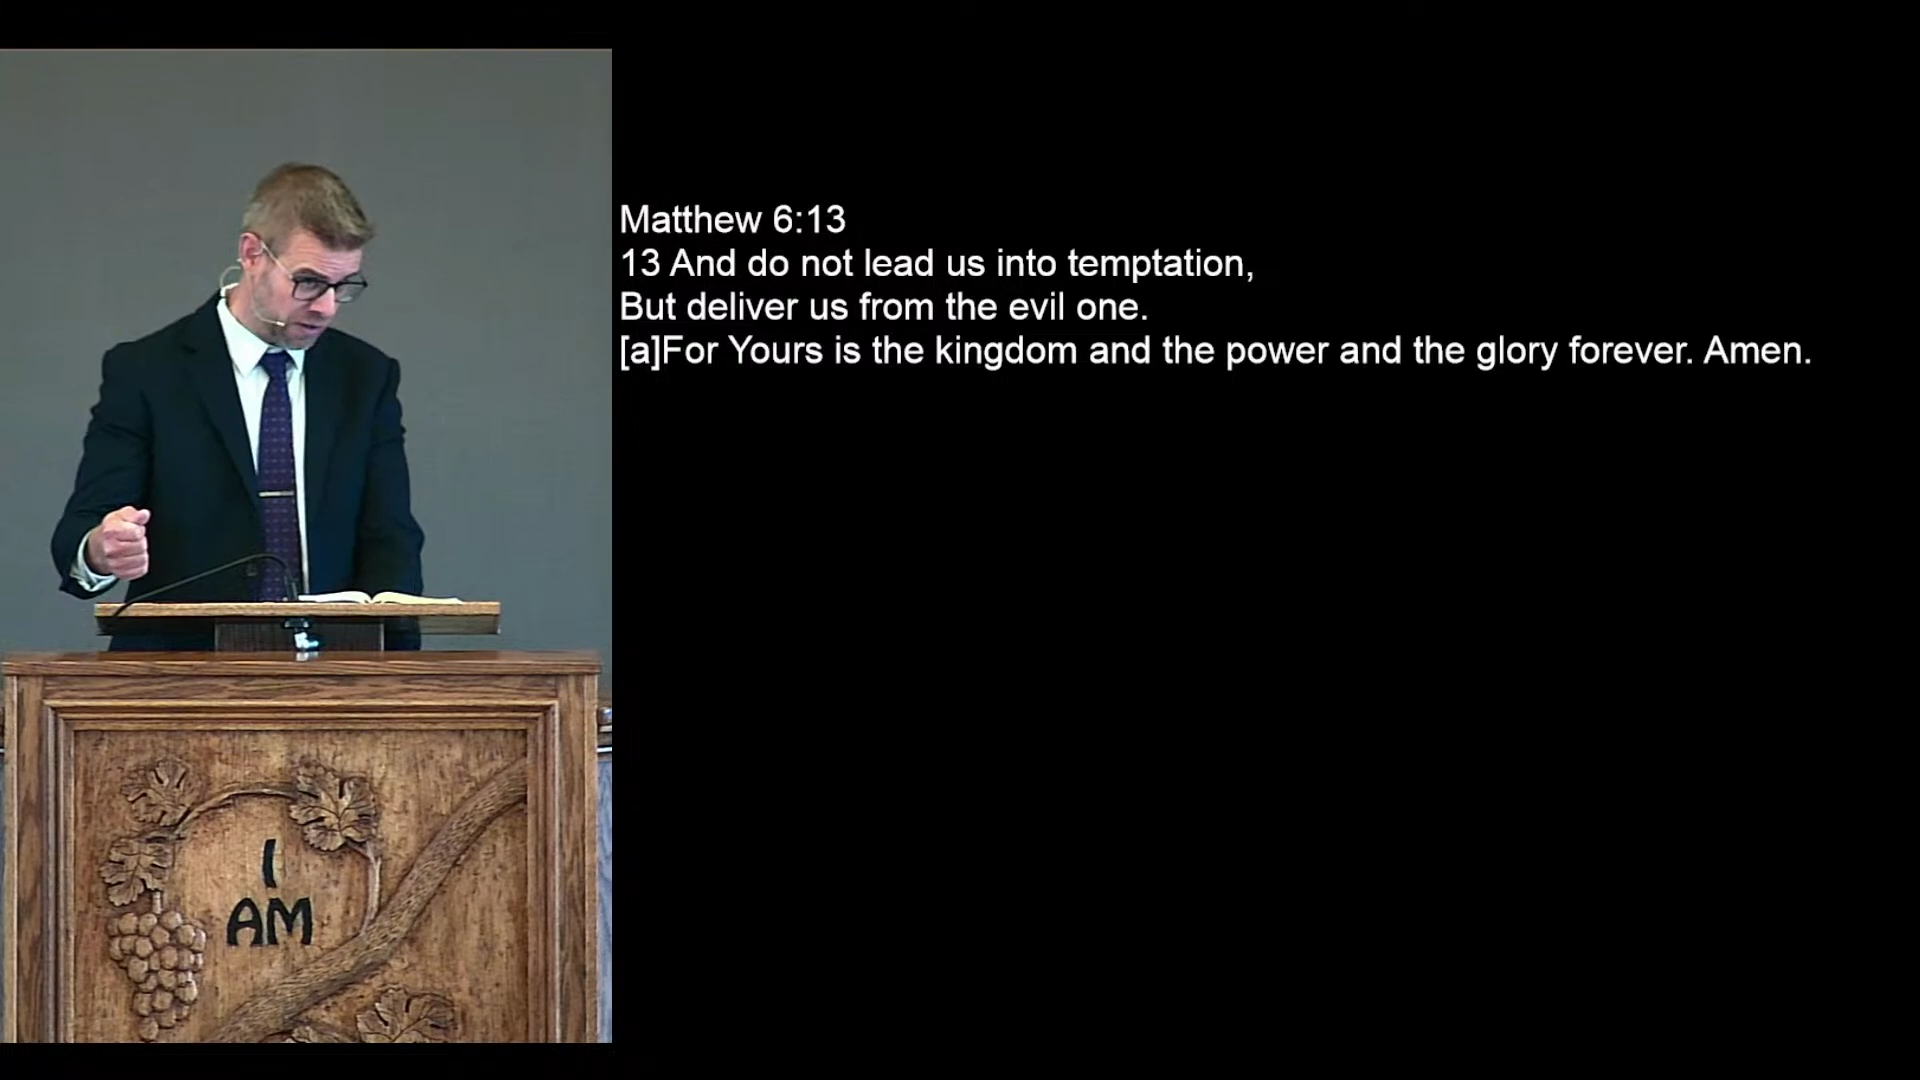 Matthew 6:13
13 And do not lead us into temptation,
But deliver us from the evil one.
[a]For Yours is the kingdom and the power and the glory forever. Amen.
I
AM